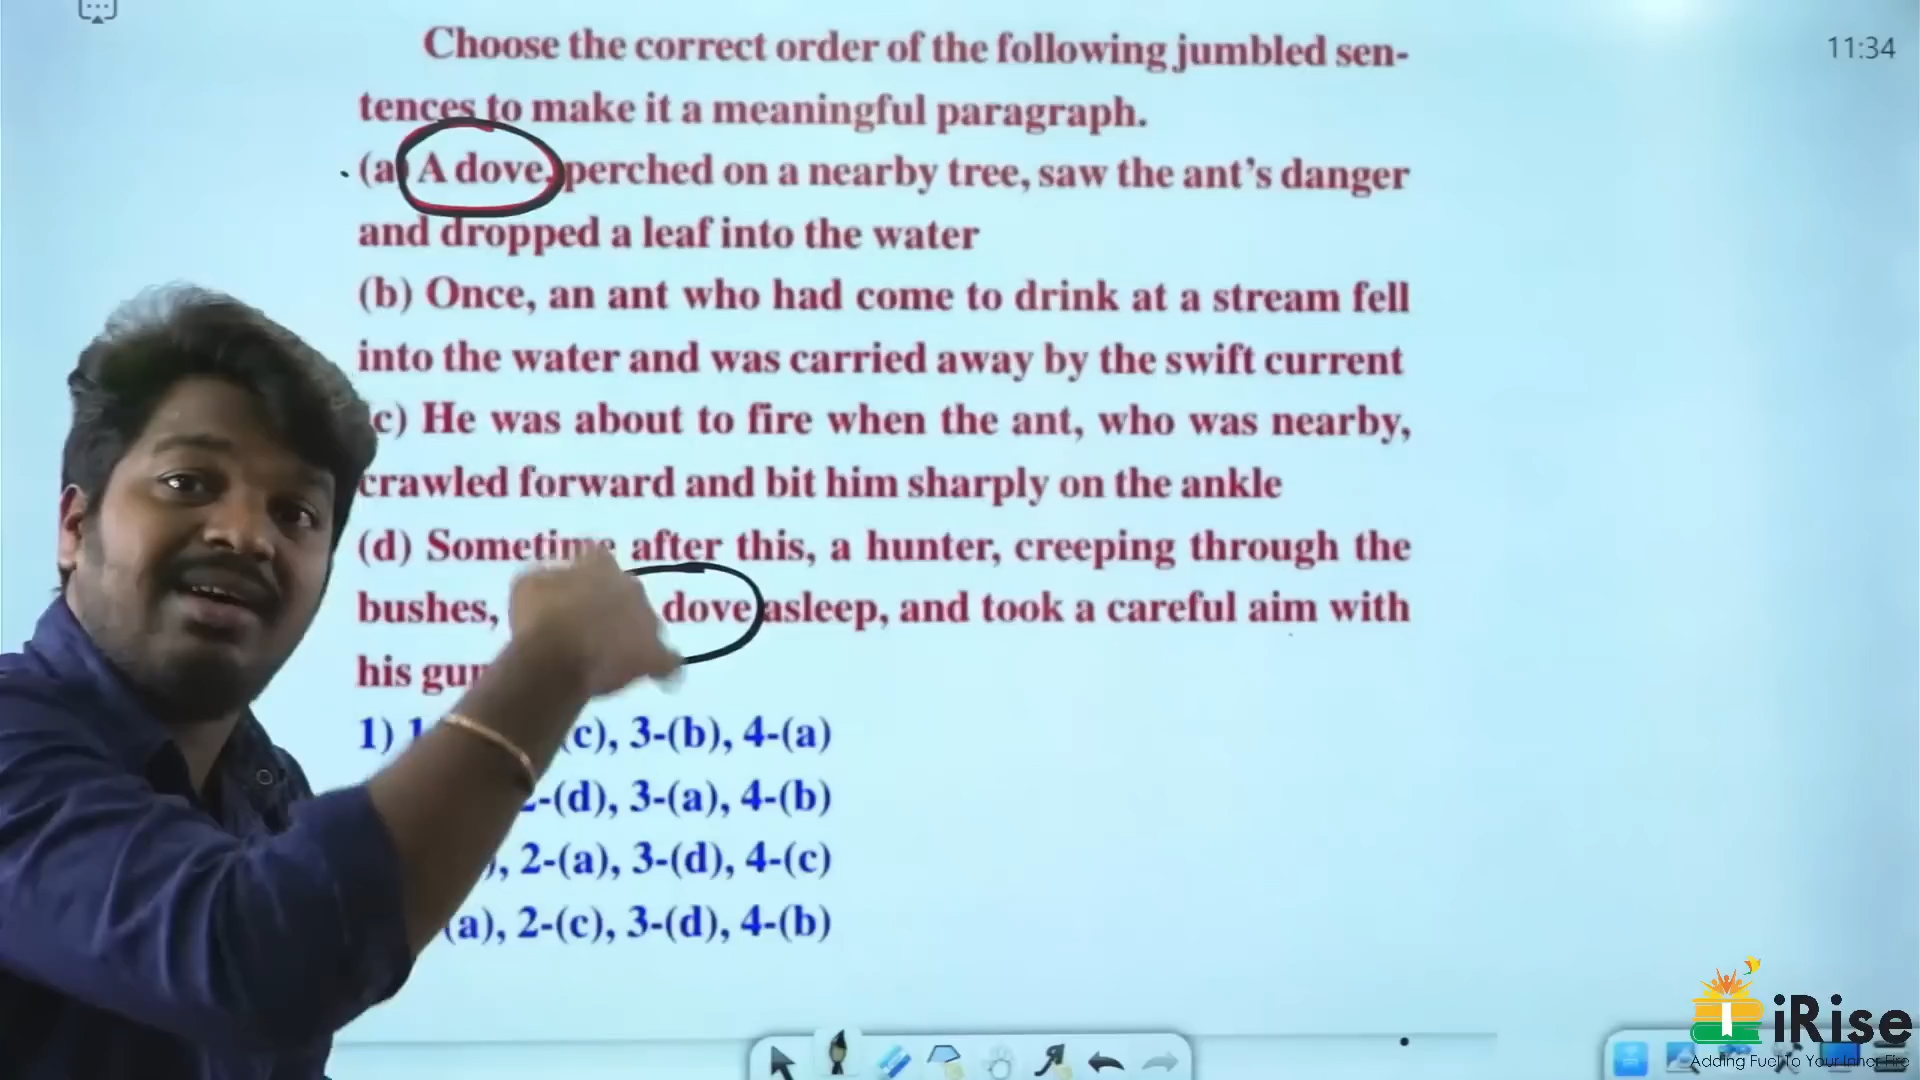 11:34
Choose the correct order of the following jumbled sen-
tences to make it a meaningful paragraph.
(a) A dove, perched on a nearby tree, saw the ant's danger
and dropped a leaf into the water
(b) Once, an ant who had come to drink at a stream fell
into the water and was carried away by the swift current
c) He was about to fire when the ant, who was nearby,
crawled forward and bit him sharply on the ankle
(d) Sometime after this, a hunter, creeping through the
bushes, dove asleep, and took a careful aim with
his
1) (c), 3-(b), 4-(a)
-(d), 3-(a), 4-(b)
), 2-(a), 3-(d), 4-(c)
(a), 2-(c), 3-(d), 4-(b)
iRise
Adding Fuel To Your Inner Fire